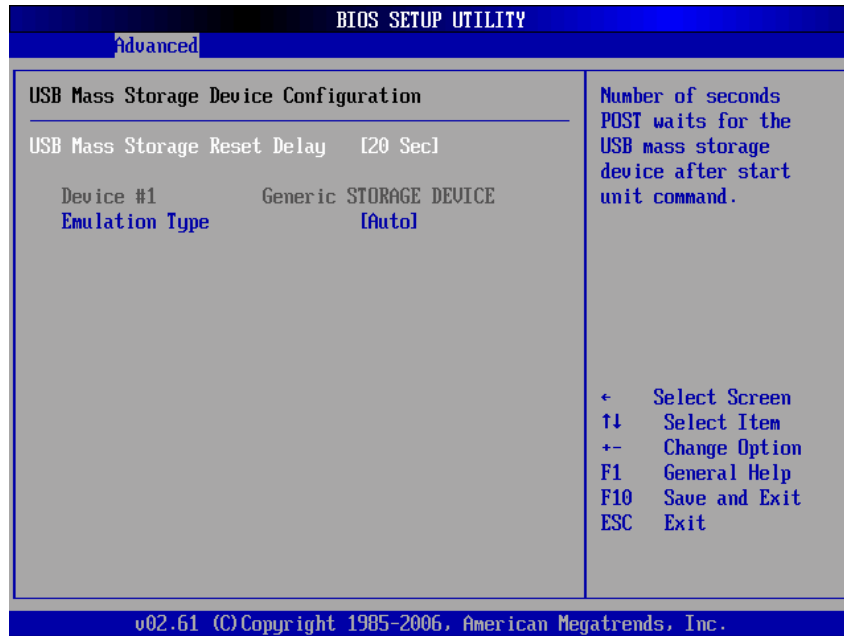 BIOS SETUP UTILITY
Advanced
USB Mass Storage Device Configuration
USB Mass Storage Reset Delay [20 Sec]
Device #1 Generic STORAGE DEVICE
Emulation Type [Auto]
Number of seconds
POST waits for the
USB mass storage
device after start
unit command.
← Select Screen
↑↓ Select Item
+- Change Option
F1 General Help
F10 Save and Exit
ESC Exit
v02.61 (C)Copyright 1985-2006, American Megatrends, Inc.